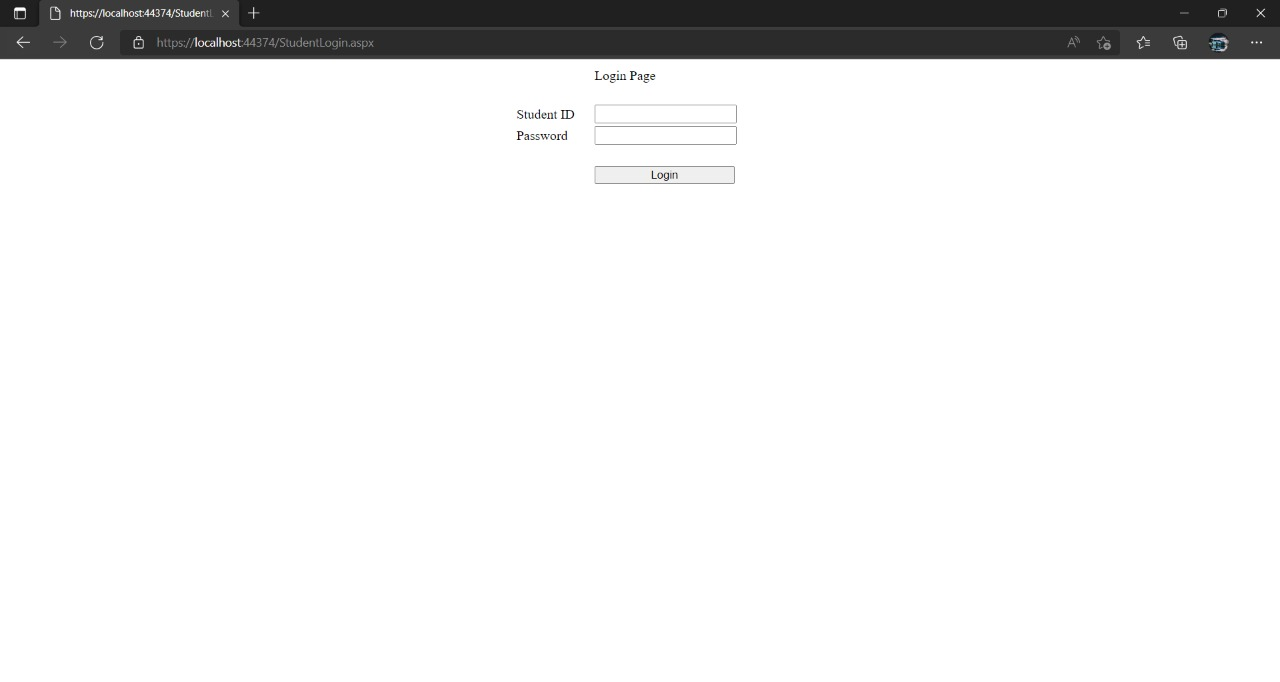 https://localhost:44374/StudentL
https://localhost:44374/StudentLogin.aspx
Login Page
Student ID
Password
Login